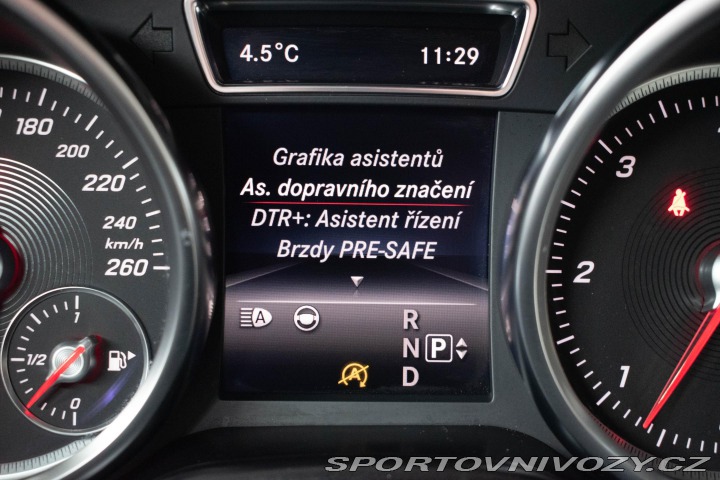 4.5°C 11:29
Grafika asistentů
As. dopravního značení
DTR+: Asistent řízení
Brzdy PRE-SAFE
A
R
N P
D
180
200
220
240
km/h
260
1
1/2
0
3
2
1
SPORTOVNIVOZY.CZ